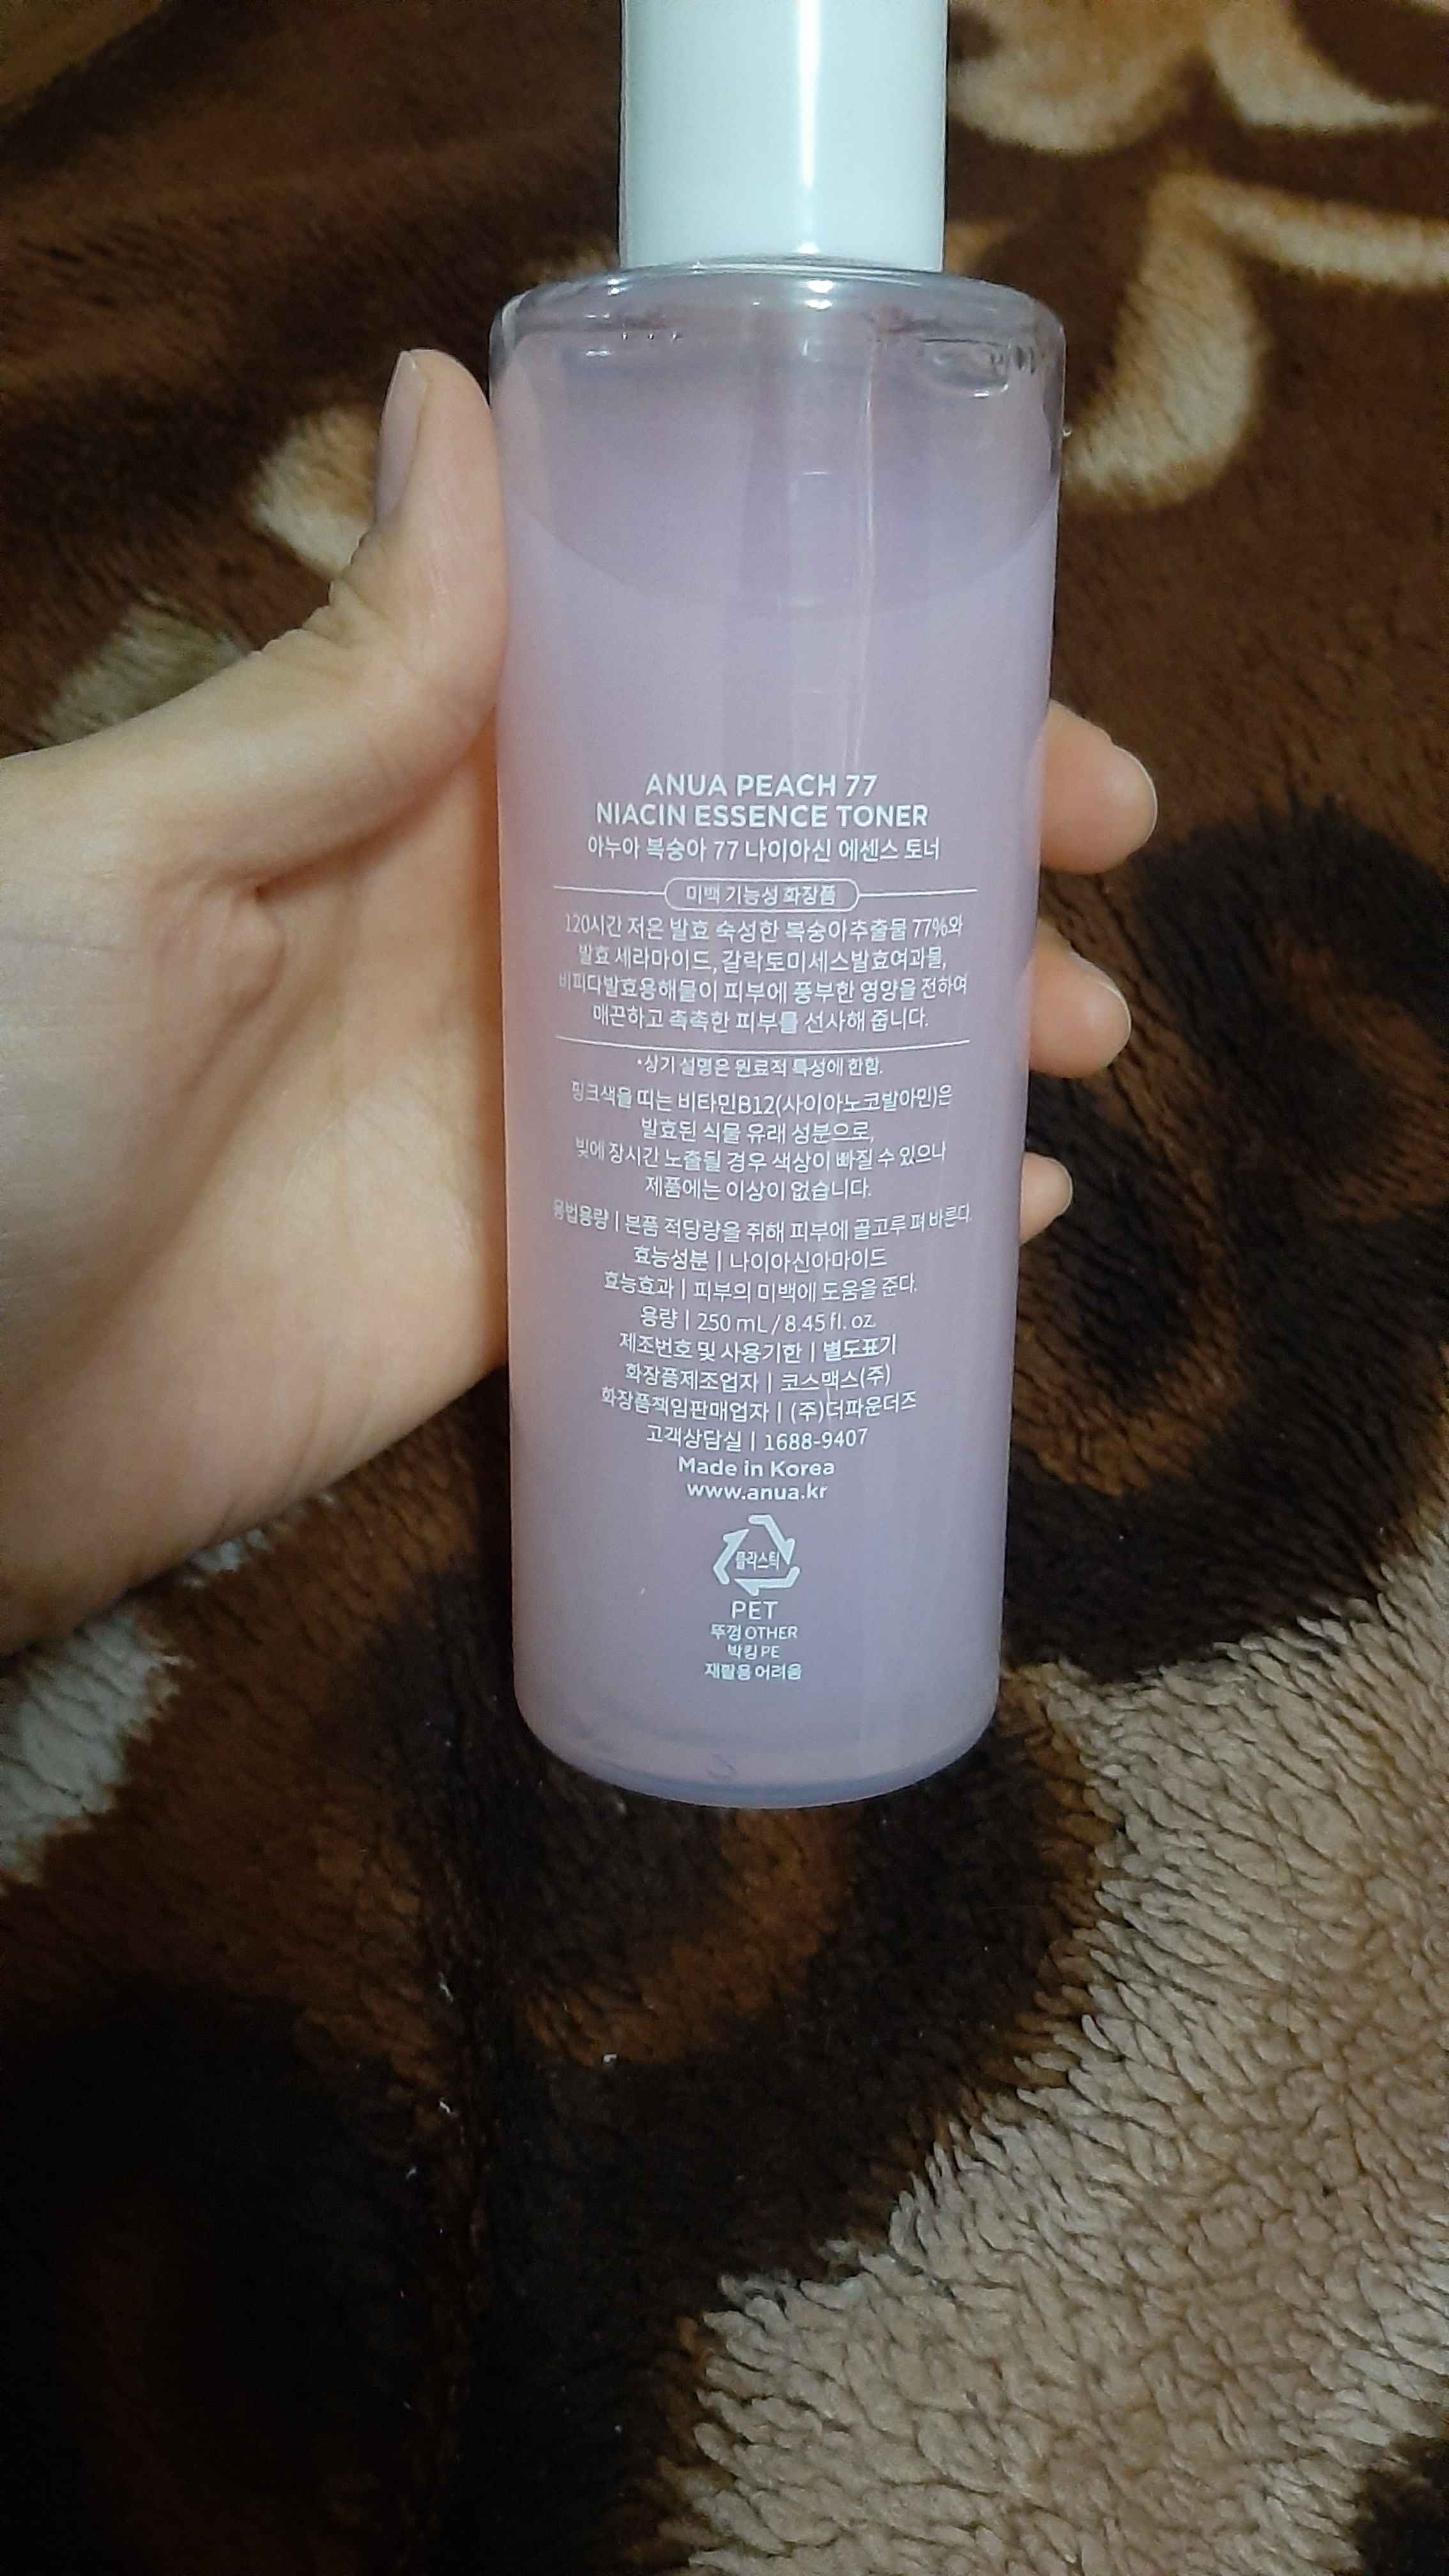 ANUA PEACH 77
NIACIN ESSENCE TONER
아누아 복숭아 77 나이아신 에센스 토너
미백 기능성 화장품
120시간 저온 발효 숙성한 복숭아추출물 77%와
발효 세라마이드, 갈락토미세스발효여과물,
비피다발효용해물이 피부에 풍부한 영양을 전하여
매끈하고 촉촉한 피부를 선사해 줍니다.
*상기 설명은 원료적 특성에 한함.
핑크색을 띠는 비타민B12(사이아노코발아민)은
발효된 식물 유래 성분으로,
빛에 장시간 노출될 경우 색상이 빠질 수 있으나
제품에는 이상이 없습니다.
용법용량 | 본품 적당량을 취해 피부에 골고루 펴 바른다.
효능성분 | 나이아신아마이드
효능효과 | 피부의 미백에 도움을 준다.
용량 | 250 mL / 8.45 fl. oz.
제조번호 및 사용기한 | 별도표기
화장품제조업자 | 코스맥스(주)
화장품책임판매업자 | (주)더파운더즈
고객상담실 | 1688-9407
Made in Korea
www.anua.kr
플라스틱
PET
뚜껑 OTHER
박킹 PE
재활용 어려움